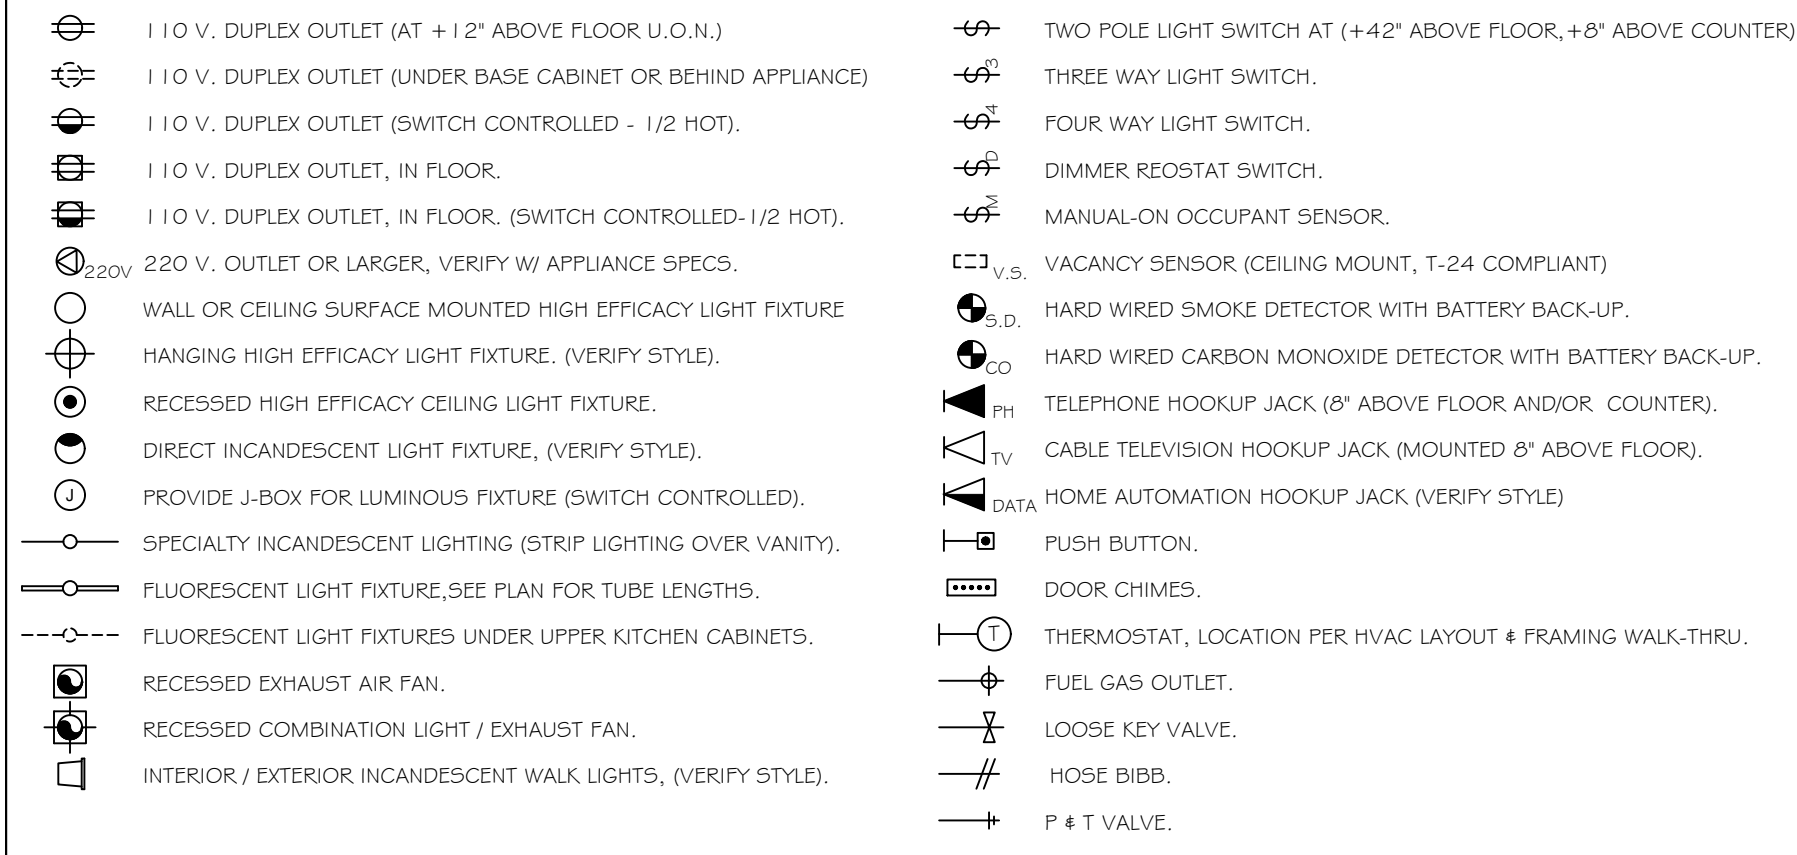 110 V. DUPLEX OUTLET (AT +12" ABOVE FLOOR U.O.N.)
110 V. DUPLEX OUTLET (UNDER BASE CABINET OR BEHIND APPLIANCE)
110 V. DUPLEX OUTLET (SWITCH CONTROLLED - 1/2 HOT).
110 V. DUPLEX OUTLET, IN FLOOR.
110 V. DUPLEX OUTLET, IN FLOOR. (SWITCH CONTROLLED-1/2 HOT).
220V 220 V. OUTLET OR LARGER, VERIFY W/ APPLIANCE SPECS.
WALL OR CEILING SURFACE MOUNTED HIGH EFFICACY LIGHT FIXTURE
HANGING HIGH EFFICACY LIGHT FIXTURE. (VERIFY STYLE).
RECESSED HIGH EFFICACY CEILING LIGHT FIXTURE.
DIRECT INCANDESCENT LIGHT FIXTURE, (VERIFY STYLE).
J PROVIDE J-BOX FOR LUMINOUS FIXTURE (SWITCH CONTROLLED).
SPECIALTY INCANDESCENT LIGHTING (STRIP LIGHTING OVER VANITY).
FLUORESCENT LIGHT FIXTURE,SEE PLAN FOR TUBE LENGTHS.
FLUORESCENT LIGHT FIXTURES UNDER UPPER KITCHEN CABINETS.
RECESSED EXHAUST AIR FAN.
RECESSED COMBINATION LIGHT / EXHAUST FAN.
INTERIOR / EXTERIOR INCANDESCENT WALK LIGHTS, (VERIFY STYLE).
$ TWO POLE LIGHT SWITCH AT (+42" ABOVE FLOOR,+8" ABOVE COUNTER)
$ 3 THREE WAY LIGHT SWITCH.
$ 4 FOUR WAY LIGHT SWITCH.
$ D DIMMER REOSTAT SWITCH.
$ M MANUAL-ON OCCUPANT SENSOR.
V.S. VACANCY SENSOR (CEILING MOUNT, T-24 COMPLIANT)
S.D. HARD WIRED SMOKE DETECTOR WITH BATTERY BACK-UP.
CO HARD WIRED CARBON MONOXIDE DETECTOR WITH BATTERY BACK-UP.
PH TELEPHONE HOOKUP JACK (8" ABOVE FLOOR AND/OR COUNTER).
TV CABLE TELEVISION HOOKUP JACK (MOUNTED 8" ABOVE FLOOR).
DATA HOME AUTOMATION HOOKUP JACK (VERIFY STYLE)
PUSH BUTTON.
DOOR CHIMES.
T THERMOSTAT, LOCATION PER HVAC LAYOUT & FRAMING WALK-THRU.
FUEL GAS OUTLET.
LOOSE KEY VALVE.
HOSE BIBB.
P & T VALVE.